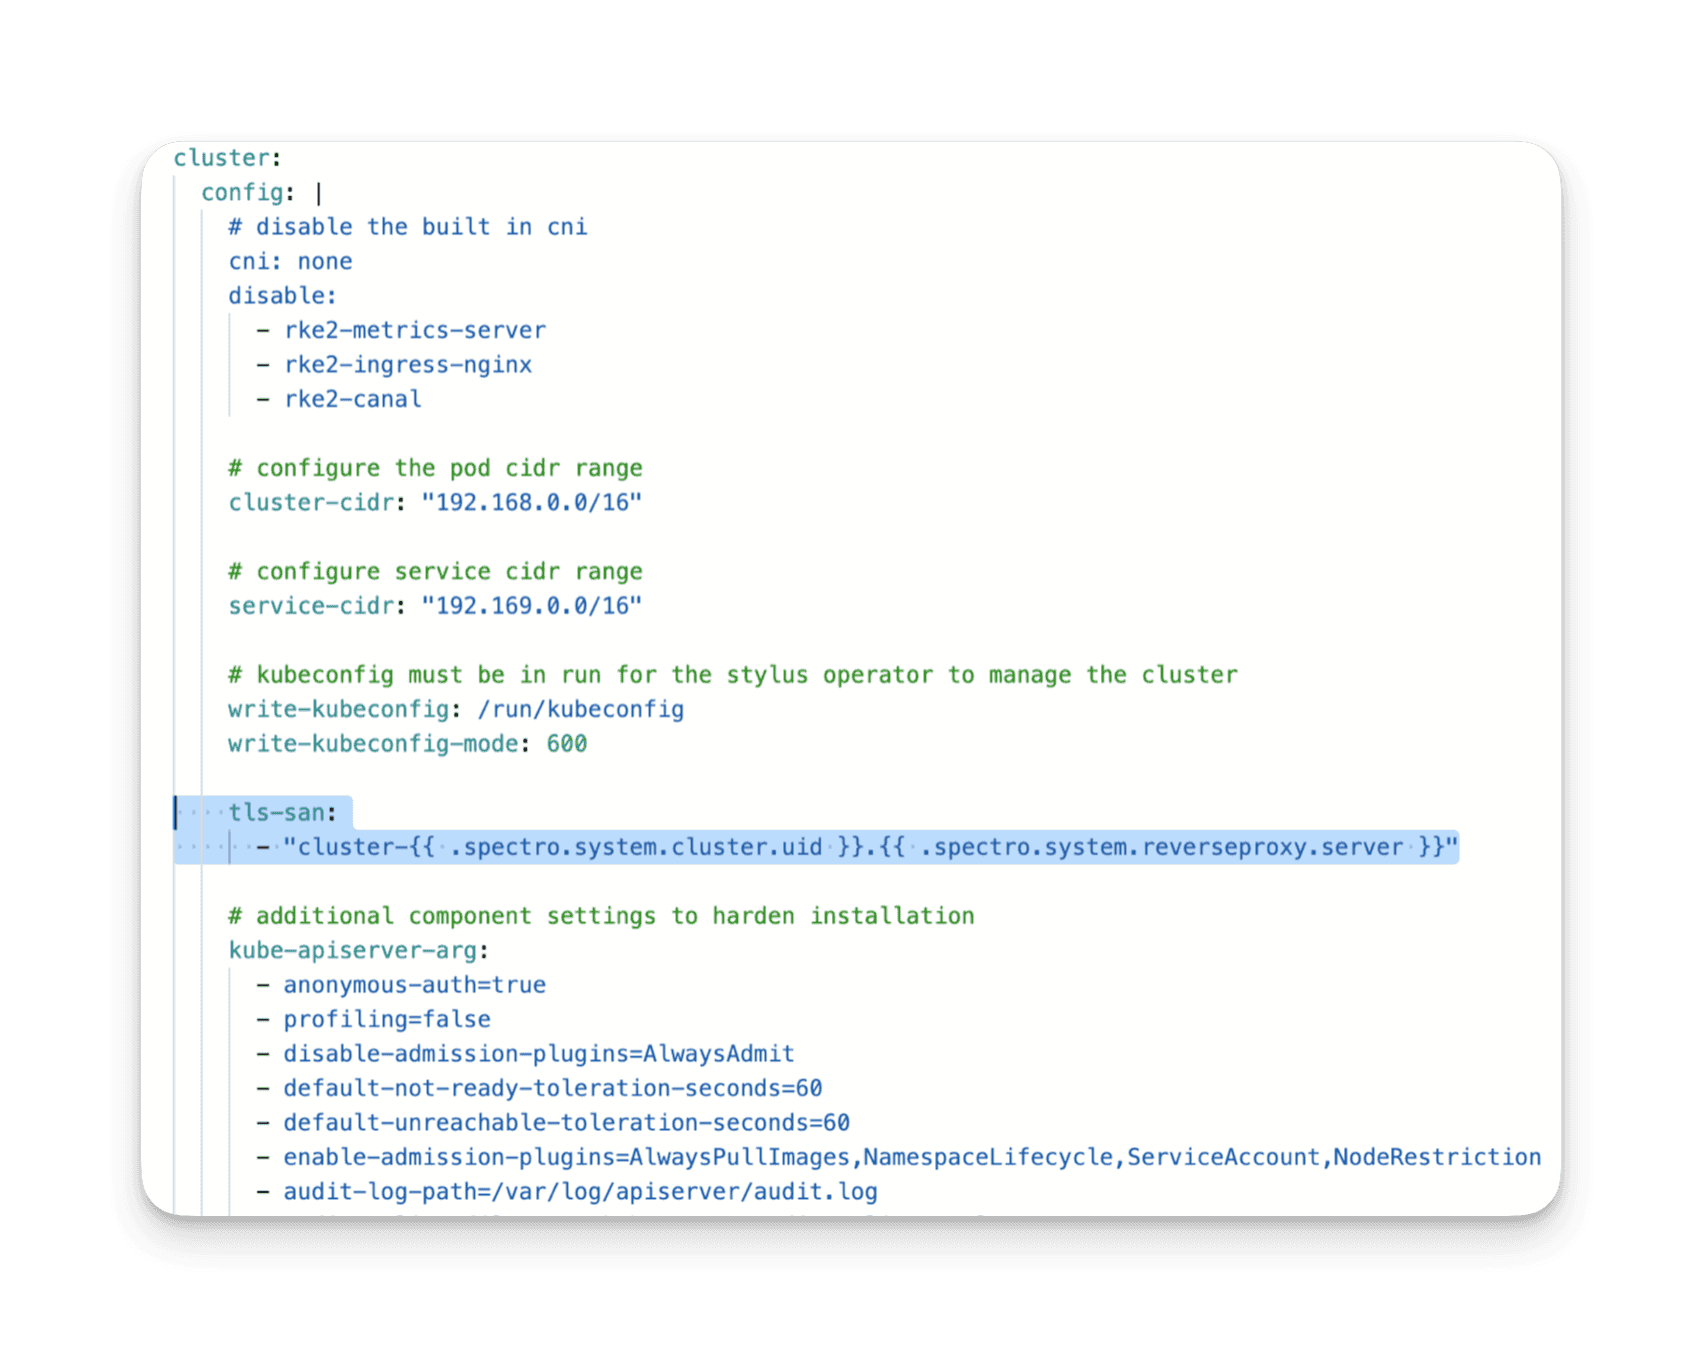 cluster:
  config: |
    # disable the built in cni
    cni: none
    disable:
      - rke2-metrics-server
      - rke2-ingress-nginx
      - rke2-canal

    # configure the pod cidr range
    cluster-cidr: "192.168.0.0/16"

    # configure service cidr range
    service-cidr: "192.169.0.0/16"

    # kubeconfig must be in run for the stylus operator to manage the cluster
    write-kubeconfig: /run/kubeconfig
    write-kubeconfig-mode: 600

    tls-san:
      - "cluster-{{ .spectro.system.cluster.uid }}.{{ .spectro.system.reverseproxy.server }}"

    # additional component settings to harden installation
    kube-apiserver-arg:
      - anonymous-auth=true
      - profiling=false
      - disable-admission-plugins=AlwaysAdmit
      - default-not-ready-toleration-seconds=60
      - default-unreachable-toleration-seconds=60
      - enable-admission-plugins=AlwaysPullImages,NamespaceLifecycle,ServiceAccount,NodeRestriction
      - audit-log-path=/var/log/apiserver/audit.log